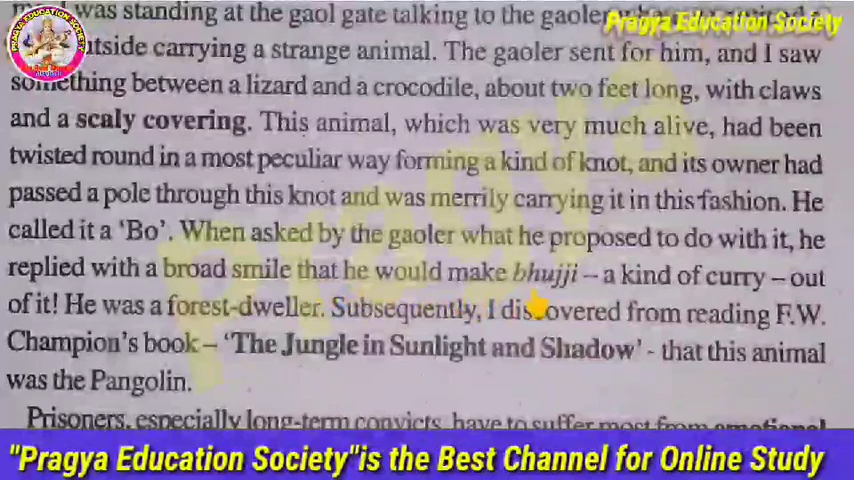 was standing at the gaol gate talking to the gaoler
Pragya Education Society
PRAGYA EDUCATION SOCIETY
outside carrying a strange animal. The gaoler sent for him, and I saw
something between a lizard and a crocodile, about two feet long, with claws
and a scaly covering. This animal, which was very much alive, had been
twisted round in a most peculiar way forming a kind of knot, and its owner had
passed a pole through this knot and was merrily carrying it in this fashion. He
called it a 'Bo'. When asked by the gaoler what he proposed to do with it, he
replied with a broad smile that he would make bhujji – a kind of curry – out
of it! He was a forest-dweller. Subsequently, I discovered from reading F.W.
Champion's book – 'The Jungle in Sunlight and Shadow' - that this animal
was the Pangolin.
Prisoners, especially long-term convicts, have to suffer most from emotional
Pragya
"Pragya Education Society"is the Best Channel for Online Study